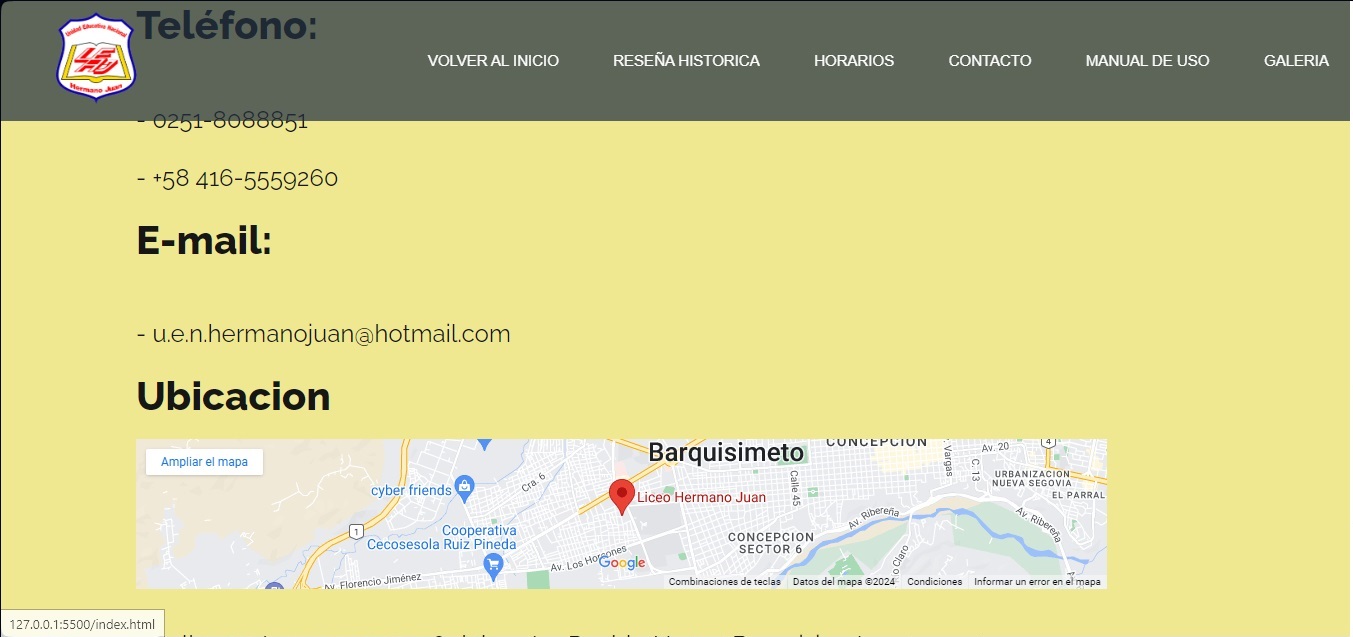 Teléfono:
Unidad Educativa Nacional
Hermano Juan
VOLVER AL INICIO RESEÑA HISTORICA HORARIOS CONTACTO MANUAL DE USO GALERIA
- 0251-8088851
- +58 416-5559260
E-mail:
- u.e.n.hermanojuan@hotmail.com
Ubicacion
Ampliar el mapa
Barquisimeto
CONCEPCION
Av. 20
4
Vargas
C. 13
URBANIZACION
NUEVA SEGOVIA
EL PARRAL
cyber friends
Cra. 6
Calle 45
Liceo Hermano Juan
1
Cooperativa
Cecosesola Ruiz Pineda
Av. Ribereña
Av. Ribereña
CONCEPCION
SECTOR 6
Av. Los Horcones
Google
Av. Florencio Jiménez
Combinaciones de teclas Datos del mapa ©2024 Condiciones Informar un error en el mapa
127.0.0.1:5500/index.html